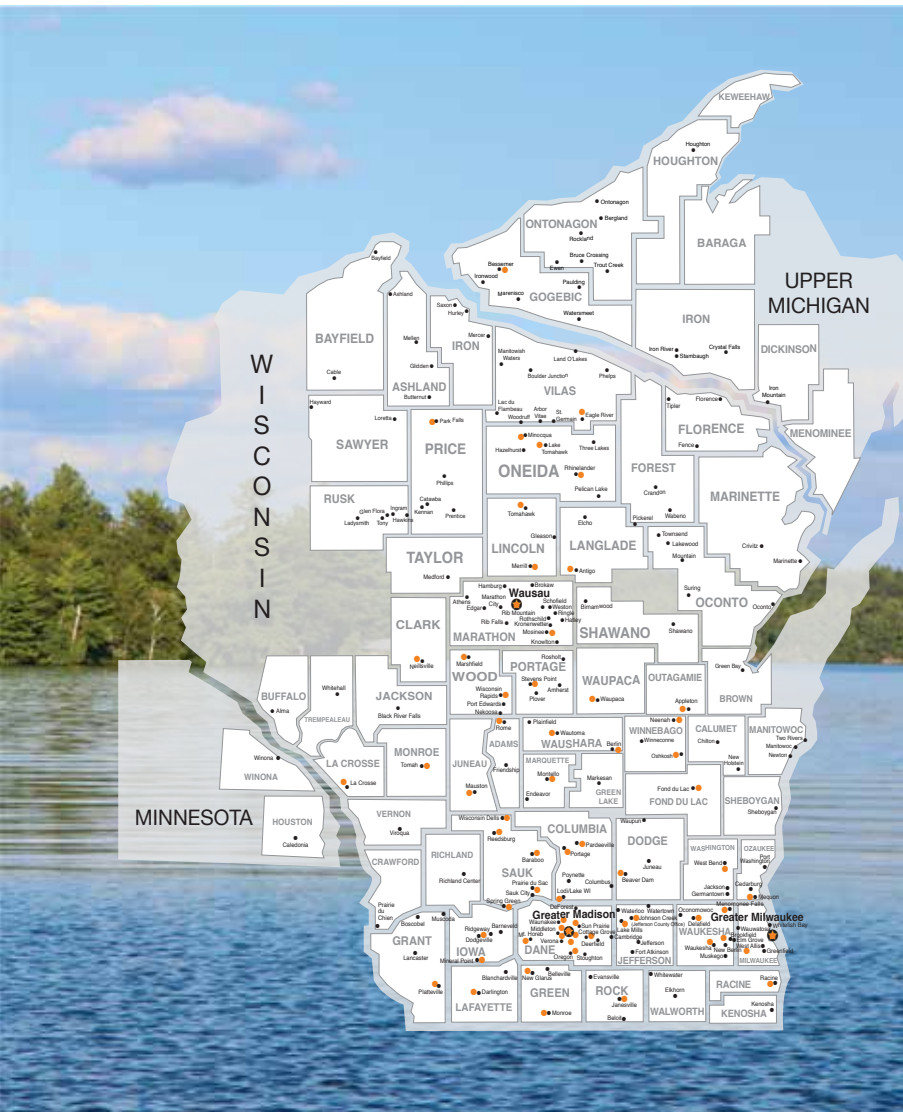 KEWEEHAW
Houghton
HOUGHTON
Ontonagon
Bergland
ONTONAGON
Rockland
BARAGA
Bayfield
Bruce Crossing
Ewen
Trout Creek
Bessemer
Ironwood
Paulding
Marenisco
GOGEBIC
Watersmeet
UPPER
MICHIGAN
Ashland
Saxon
Hurley
IRON
BAYFIELD
Mellen
Mercer
IRON
Iron River
Crystal Falls
Stambaugh
DICKINSON
Manitowish
Waters
Land O'Lakes
Boulder Junction
Phelps
Glidden
Cable
ASHLAND
Butternut
VILAS
Iron
Mountain
WISCONSIN
Hayward
Loretta
Park Falls
Lac du
Flambeau
Woodruff
Arbor
Vitae
St.
Germain
Eagle River
Tipler
Florence
FLORENCE
Fence
MENOMINEE
SAWYER
PRICE
Minocqua
Hazelhurst
Lake
Tomahawk
Three Lakes
ONEIDA
Rhinelander
Pelican Lake
FOREST
Crandon
Wabeno
Pickerel
MARINETTE
Phillips
RUSK
Glen Flora
Ingram
Ladysmith
Tony
Hawkins
Catawba
Kennan
Prentice
Tomahawk
Elcho
Gleason
LINCOLN
LANGLADE
Merrill
Antigo
Townsend
Lakewood
Mountain
Crivitz
Marinette
TAYLOR
Medford
Suring
OCONTO
Oconto
Hamburg
Brokaw
Wausau
Athens
Marathon
City
Edgar
Rib Mountain
Rib Falls
Schofield
Weston
Ringle
Rothschild
Hatley
Kronenwetter
Mosinee
Knowlton
MARATHON
Birnamwood
SHAWANO
Shawano
CLARK
Neillsville
Marshfield
WOOD
Wisconsin
Rapids
Port Edwards
Nekoosa
Rosholt
PORTAGE
Stevens Point
Amherst
Plover
WAUPACA
Waupaca
OUTAGAMIE
Appleton
Green Bay
BROWN
BUFFALO
Alma
Whitehall
TREMPEALEAU
JACKSON
Black River Falls
Rome
ADAMS
Friendship
Plainfield
Wautoma
WAUSHARA
Berlin
Neenah
WINNEBAGO
Winneconne
Oshkosh
CALUMET
Chilton
New
Holstein
MANITOWOC
Two Rivers
Manitowoc
Newton
Winona
WINONA
LA CROSSE
La Crosse
MONROE
Tomah
JUNEAU
Mauston
MARQUETTE
Montello
Endeavor
Markesan
GREEN
LAKE
Fond du Lac
FOND DU LAC
SHEBOYGAN
Sheboygan
MINNESOTA
HOUSTON
Caledonia
VERNON
Viroqua
Wisconsin Dells
Reedsburg
COLUMBIA
Pardeeville
Portage
Waupun
DODGE
Juneau
Beaver Dam
WASHINGTON
West Bend
Jackson
Germantown
OZAUKEE
Port
Washington
Cedarburg
Mequon
CRAWFORD
RICHLAND
Richland Center
Baraboo
SAUK
Prairie du Sac
Sauk City
Spring Green
Poynette
Lodi/Lake WI
Columbus
Prairie
du
Chien
Boscobel
Muscoda
DeForest
Greater Madison
Waunakee
Middleton
Mt. Horeb
Verona
DANE
Oregon
Sun Prairie
Cottage Grove
Deerfield
Stoughton
Waterloo
Watertown
Johnson Creek
(Jefferson County Office)
Lake Mills
Cambridge
Jefferson
Fort Atkinson
JEFFERSON
Menomonee Falls
Oconomowoc
Delafield
WAUKESHA
Waukesha
New Berlin
Muskego
Greater Milwaukee
Whitefish Bay
Wauwatosa
Brookfield
Elm Grove
West Allis
Greenfield
MILWAUKEE
GRANT
Lancaster
Platteville
Ridgeway
Barneveld
Dodgeville
IOWA
Mineral Point
Blanchardville
Darlington
LAFAYETTE
New Glarus
Belleville
GREEN
Monroe
Evansville
ROCK
Janesville
Beloit
Whitewater
Elkhorn
WALWORTH
Racine
RACINE
Kenosha
KENOSHA